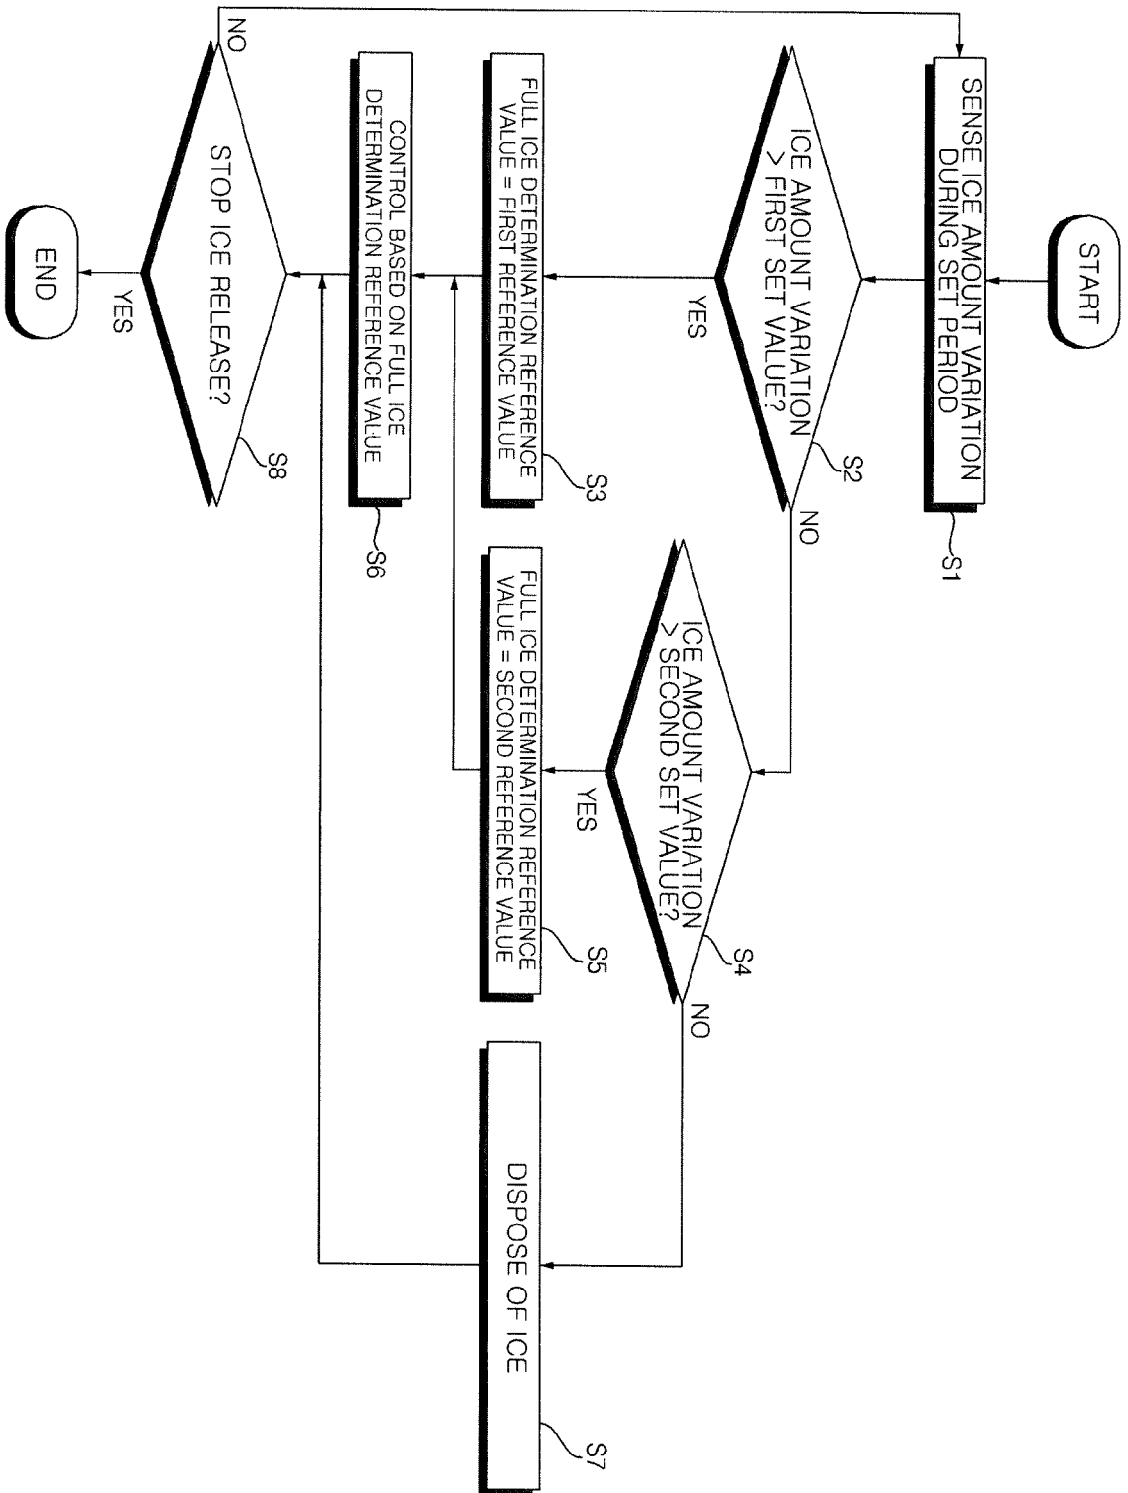 START
SENSE ICE AMOUNT VARIATION
DURING SET PERIOD
S1
ICE AMOUNT VARIATION
> FIRST SET VALUE?
S2
NO
YES
ICE AMOUNT VARIATION
> SECOND SET VALUE?
S4
NO
YES
FULL ICE DETERMINATION REFERENCE
VALUE = FIRST REFERENCE VALUE
S3
FULL ICE DETERMINATION REFERENCE
VALUE = SECOND REFERENCE VALUE
S5
DISPOSE OF ICE
S7
CONTROL BASED ON FULL ICE
DETERMINATION REFERENCE VALUE
S6
NO
STOP ICE RELEASE?
S8
YES
END